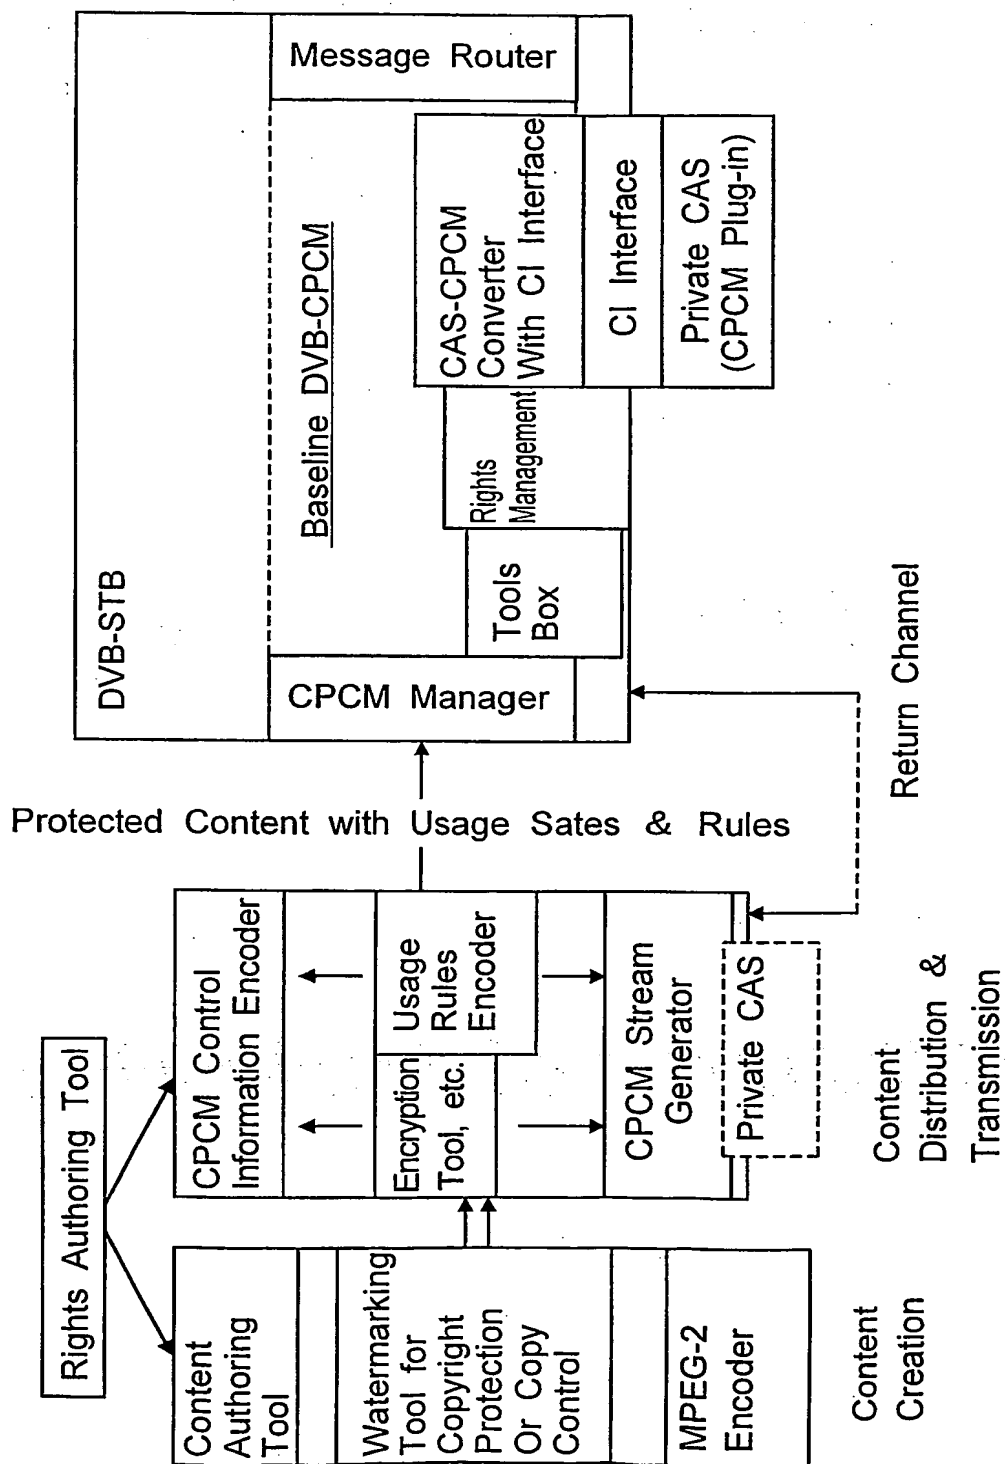 Rights Authoring Tool
Content
Authoring
Tool
Watermarking
Tool for
Copyright
Protection
Or Copy
Control
MPEG-2
Encoder
Content
Creation
CPCM Control
Information Encoder
Encryption
Tool, etc.
Usage
Rules
Encoder
CPCM Stream
Generator
Private CAS
Content
Distribution &
Transmission
Protected Content with Usage Sates & Rules
Return Channel
DVB-STB
CPCM Manager
Baseline DVB-CPCM
Tools
Box
Rights
Management
CAS-CPCM
Converter
With CI Interface
CI Interface
Private CAS
(CPCM Plug-in)
Message Router